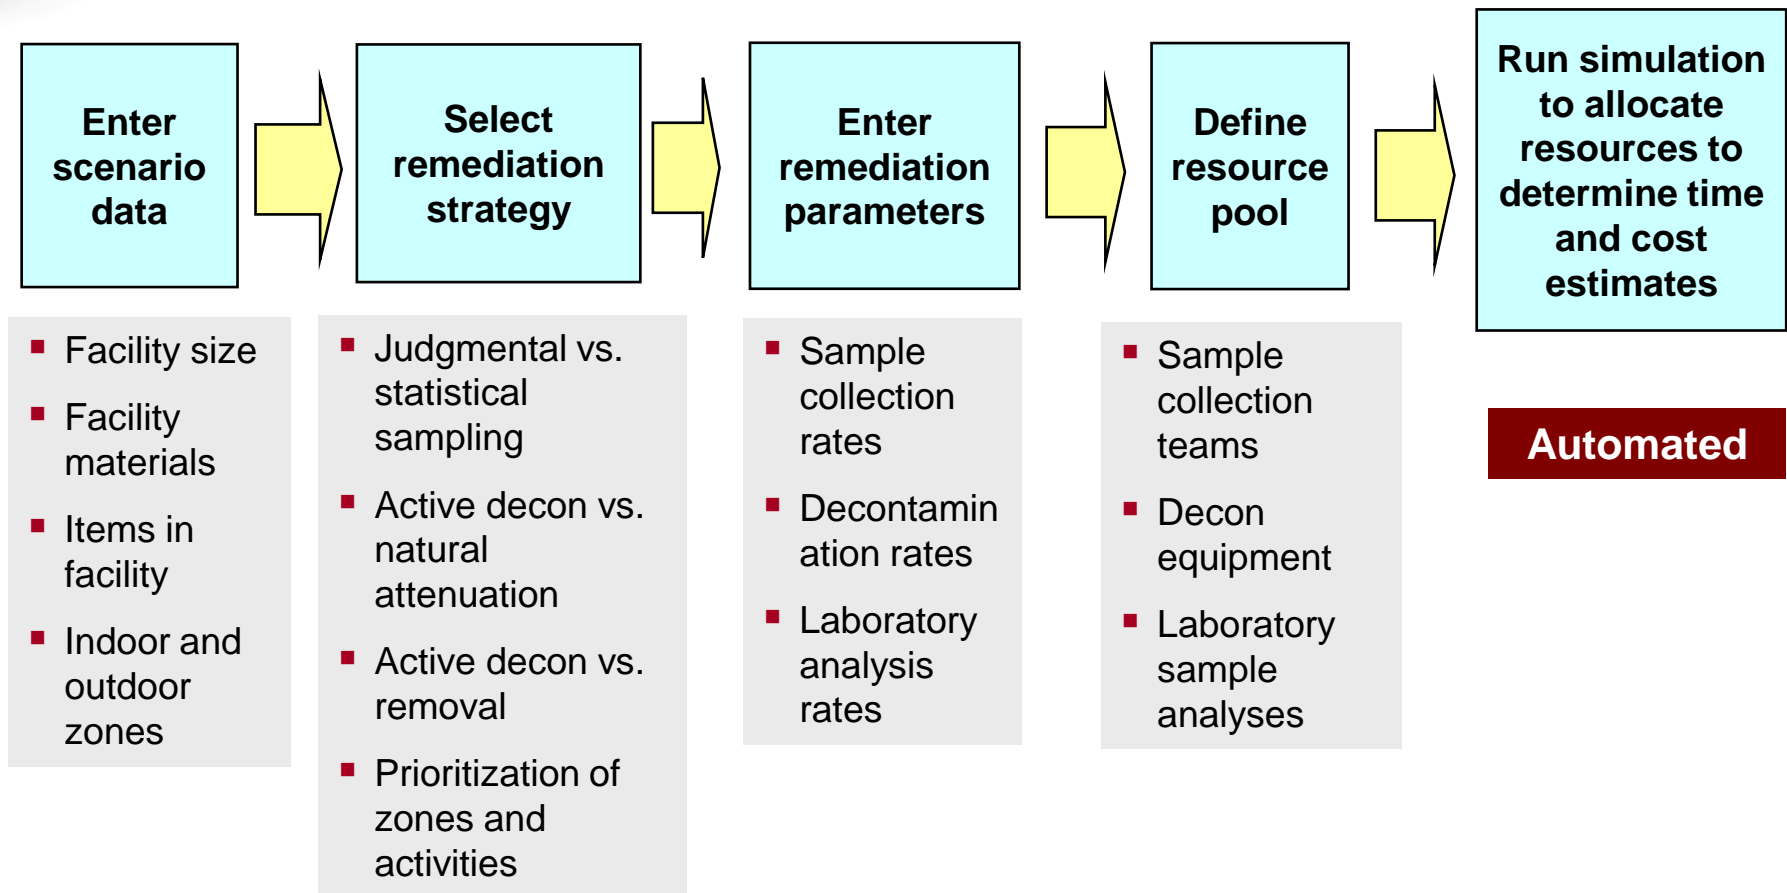 Enter
scenario
data
Select
remediation
strategy
Enter
remediation
parameters
Define
resource
pool
Run simulation
to allocate
resources to
determine time
and cost
estimates
Facility size
Facility
materials
Items in
facility
Indoor and
outdoor
zones
Judgmental vs.
statistical
sampling
Active decon vs.
natural
attenuation
Active decon vs.
removal
Prioritization of
zones and
activities
Sample
collection
rates
Decontamin
ation rates
Laboratory
analysis
rates
Sample
collection
teams
Decon
equipment
Laboratory
sample
analyses
Automated